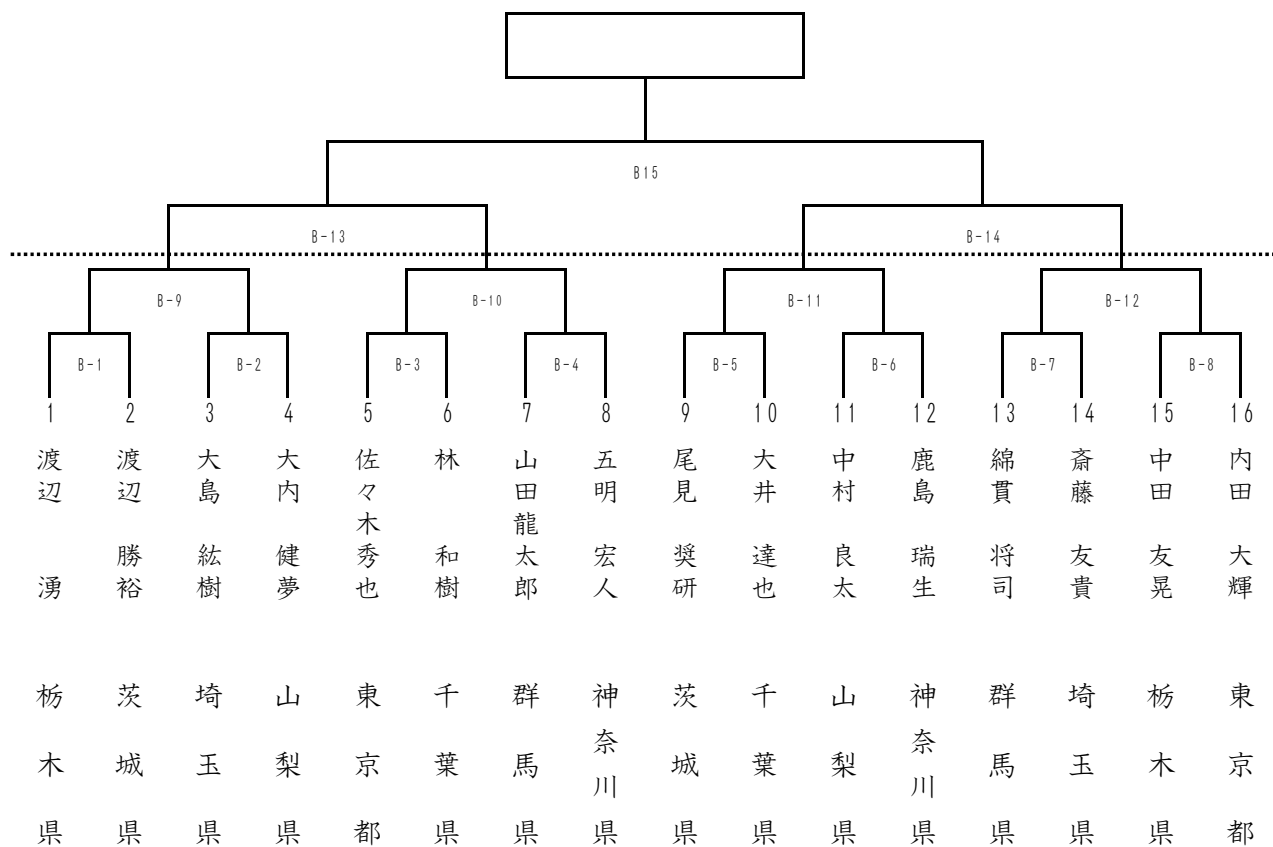 B15
B-13
B-14
B-9
B-10
B-11
B-12
B-1
B-2
B-3
B-4
B-5
B-6
B-7
B-8
1
2
3
4
5
6
7
8
9
10
11
12
13
14
15
16
渡辺 湧
渡辺 勝裕
大島 紘樹
大内 健夢
佐々木秀也
林 和樹
山田龍太郎
五明 宏人
尾見 奨研
大井 達也
中村 良太
鹿島 瑞生
綿貫 将司
斎藤 友貴
中田 友晃
内田 大輝
栃木県
茨城県
埼玉県
山梨県
東京都
千葉県
群馬県
神奈川県
茨城県
千葉県
山梨県
神奈川県
群馬県
埼玉県
栃木県
東京都